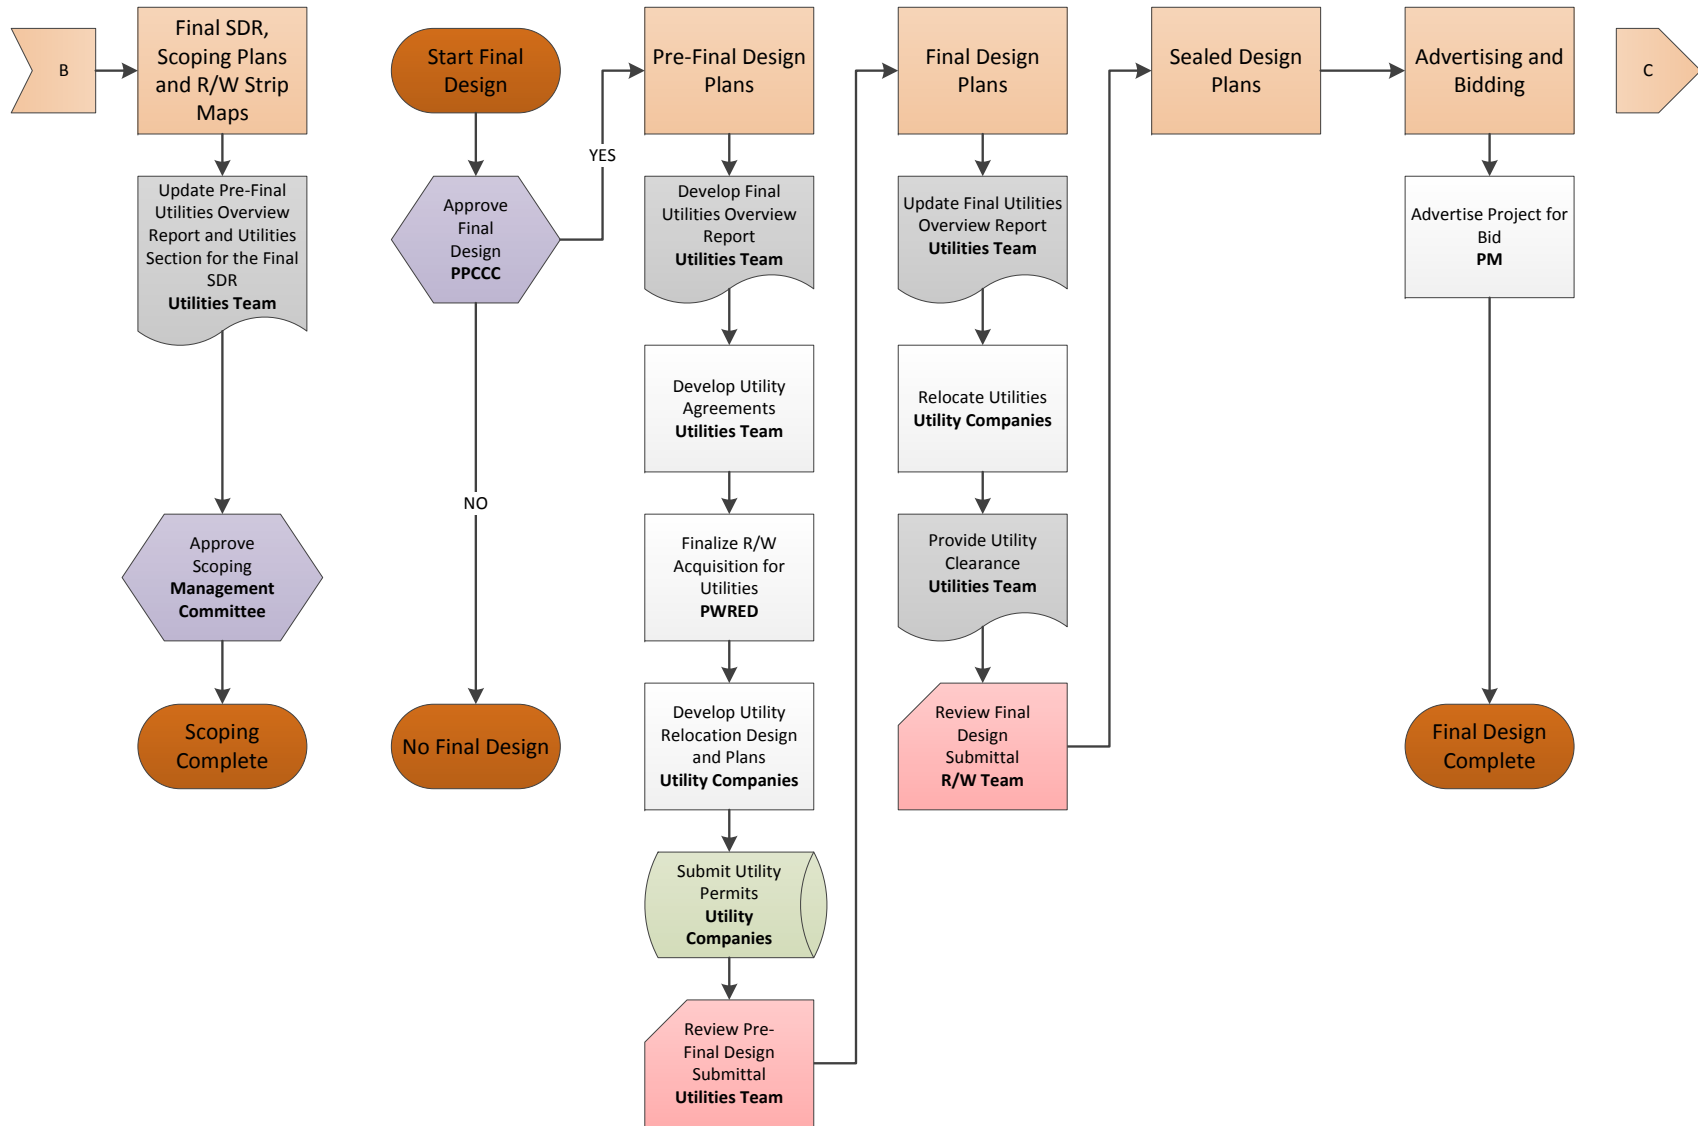 B
Final SDR,
Scoping Plans
and R/W Strip
Maps
Update Pre-Final
Utilities Overview
Report and Utilities
Section for the Final
SDR
Utilities Team
Approve
Scoping
Management
Committee
Scoping
Complete
Start Final
Design
Approve
Final
Design
PPCCC
YES
NO
No Final Design
Pre-Final Design
Plans
Develop Final
Utilities Overview
Report
Utilities Team
Develop Utility
Agreements
Utilities Team
Finalize R/W
Acquisition for
Utilities
PWRED
Develop Utility
Relocation Design
and Plans
Utility Companies
Submit Utility
Permits
Utility
Companies
Review Pre-
Final Design
Submittal
Utilities Team
Final Design
Plans
Update Final Utilities
Overview Report
Utilities Team
Relocate Utilities
Utility Companies
Provide Utility
Clearance
Utilities Team
Review Final
Design
Submittal
R/W Team
Sealed Design
Plans
Advertising and
Bidding
Advertise Project for
Bid
PM
Final Design
Complete
C